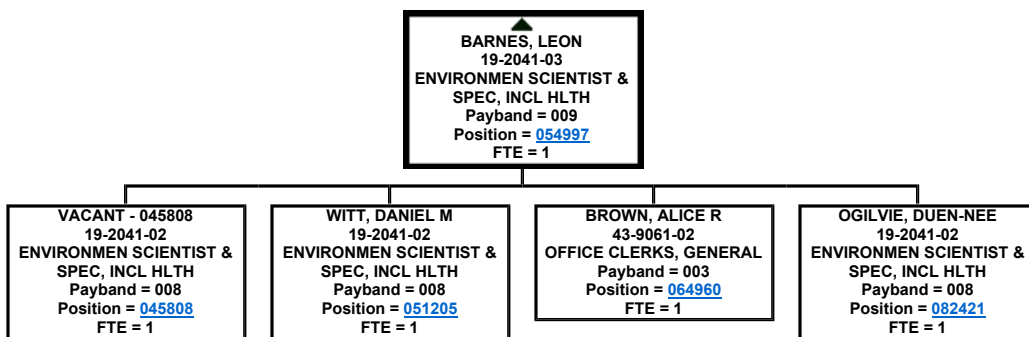 BARNES, LEON
19-2041-03
ENVIRONMEN SCIENTIST &
SPEC, INCL HLTH
Payband = 009
Position = 054997
FTE = 1
VACANT - 045808
19-2041-02
ENVIRONMEN SCIENTIST &
SPEC, INCL HLTH
Payband = 008
Position = 045808
FTE = 1
WITT, DANIEL M
19-2041-02
ENVIRONMEN SCIENTIST &
SPEC, INCL HLTH
Payband = 008
Position = 051205
FTE = 1
BROWN, ALICE R
43-9061-02
OFFICE CLERKS, GENERAL
Payband = 003
Position = 064960
FTE = 1
OGILVIE, DUEN-NEE
19-2041-02
ENVIRONMEN SCIENTIST &
SPEC, INCL HLTH
Payband = 008
Position = 082421
FTE = 1